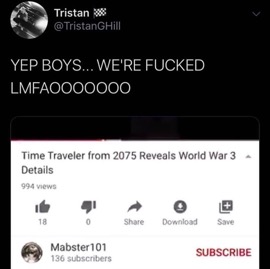 Tristan
@TristanGHill
YEP BOYS... WE'RE FUCKED
LMFAOOOOOOO
Time Traveler from 2075 Reveals World War 3
Details
994 views
18 0 Share Download Save
Mabster101
136 subscribers
SUBSCRIBE